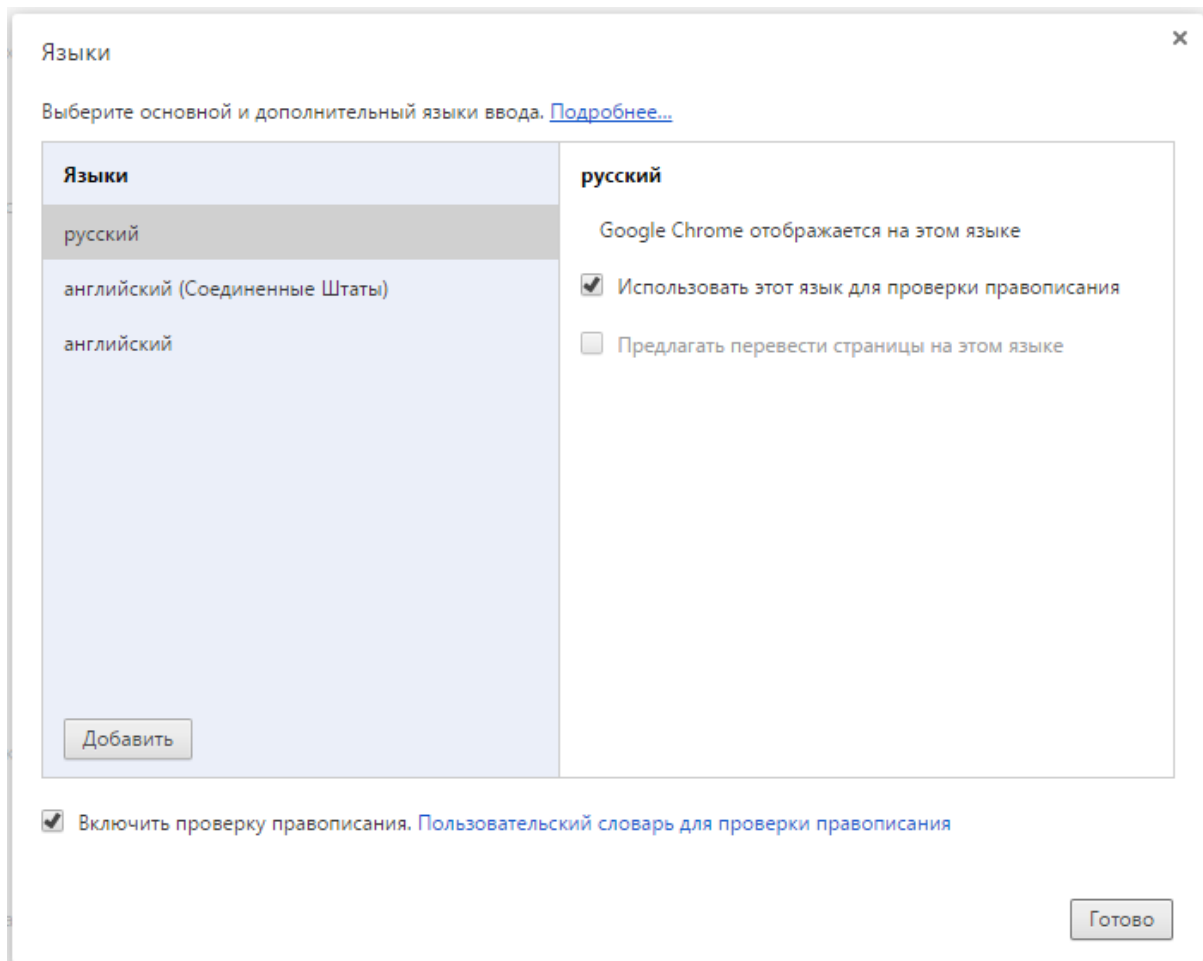 Языки
Выберите основной и дополнительный языки ввода. Подробнее...
Языки
русский
английский (Соединенные Штаты)
английский
Добавить
русский
Google Chrome отображается на этом языке
Использовать этот язык для проверки правописания
Предлагать перевести страницы на этом языке
Включить проверку правописания. Пользовательский словарь для проверки правописания
Готово